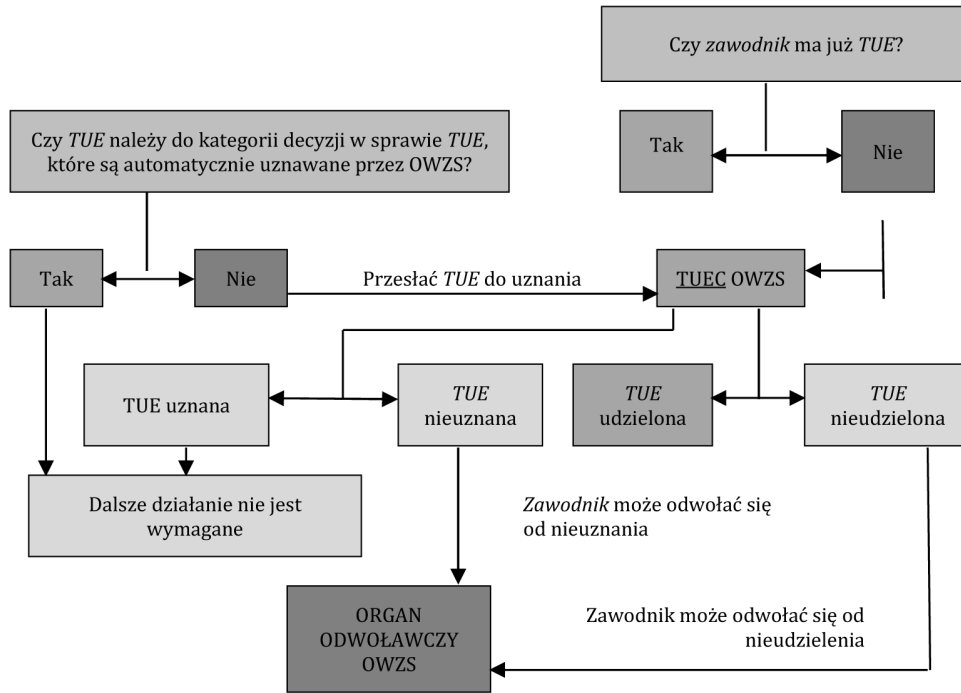 Czy zawodnik ma już TUE?
Tak
Nie
Czy TUE należy do kategorii decyzji w sprawie TUE,
które są automatycznie uznawane przez OWZS?
Tak
Nie
Przesłać TUE do uznania
TUEC OWZS
TUE uznana
TUE
nieuznana
TUE
udzielona
TUE
nieudzielona
Dalsze działanie nie jest
wymagane
Zawodnik może odwołać się
od nieuznania
ORGAN
ODWOŁAWCZY
OWZS
Zawodnik może odwołać się od
nieudzielenia